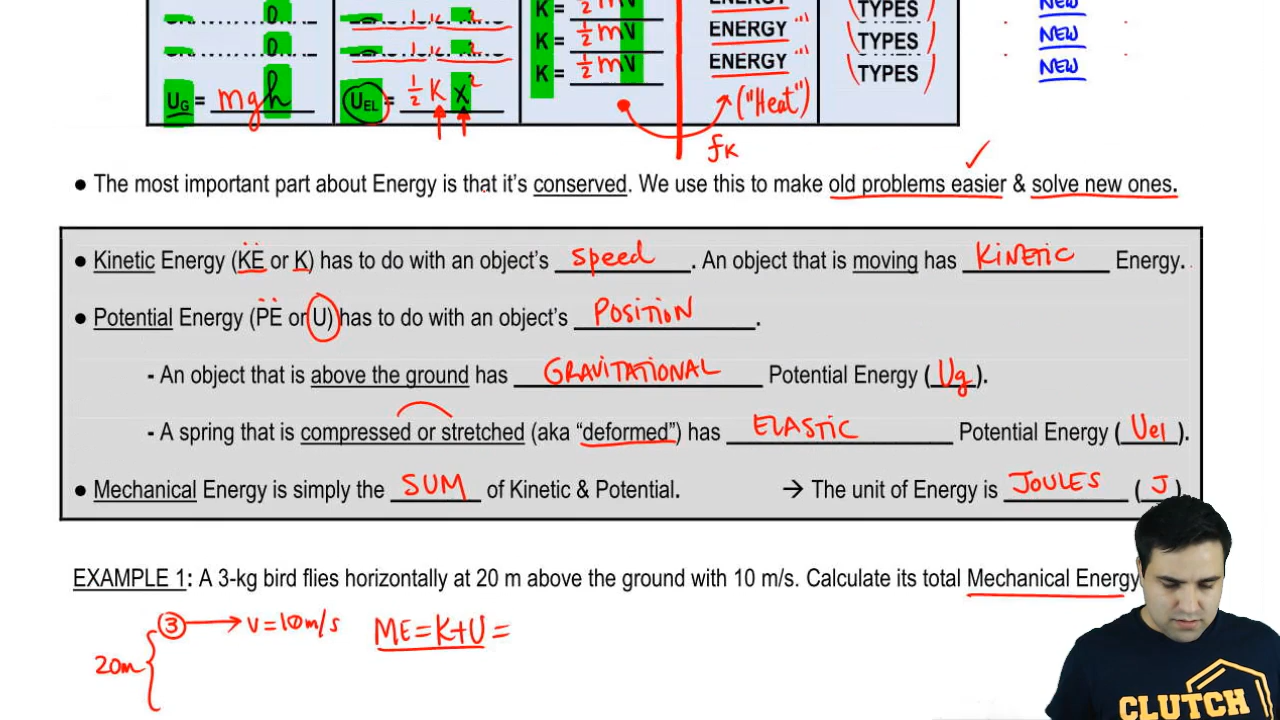 K = ½ mv ENERGY (TYPES) NEW
K = ½ mv ENERGY (TYPES) NEW
K = ½ mv ENERGY (TYPES) NEW
UG = mgh UEL = ½ K x² ("Heat")
fK
● The most important part about Energy is that it's conserved. We use this to make old problems easier & solve new ones.
● Kinetic Energy (KE or K) has to do with an object's speed. An object that is moving has KINETIC Energy.
● Potential Energy (PE or U) has to do with an object's POSITION.
- An object that is above the ground has GRAVITATIONAL Potential Energy (Ug).
- A spring that is compressed or stretched (aka “deformed”) has ELASTIC Potential Energy (Uel).
● Mechanical Energy is simply the SUM of Kinetic & Potential. → The unit of Energy is JOULES (J)
EXAMPLE 1: A 3-kg bird flies horizontally at 20 m above the ground with 10 m/s. Calculate its total Mechanical Energy
3 → V=10m/s ME=K+U=
20m
CLUTCH